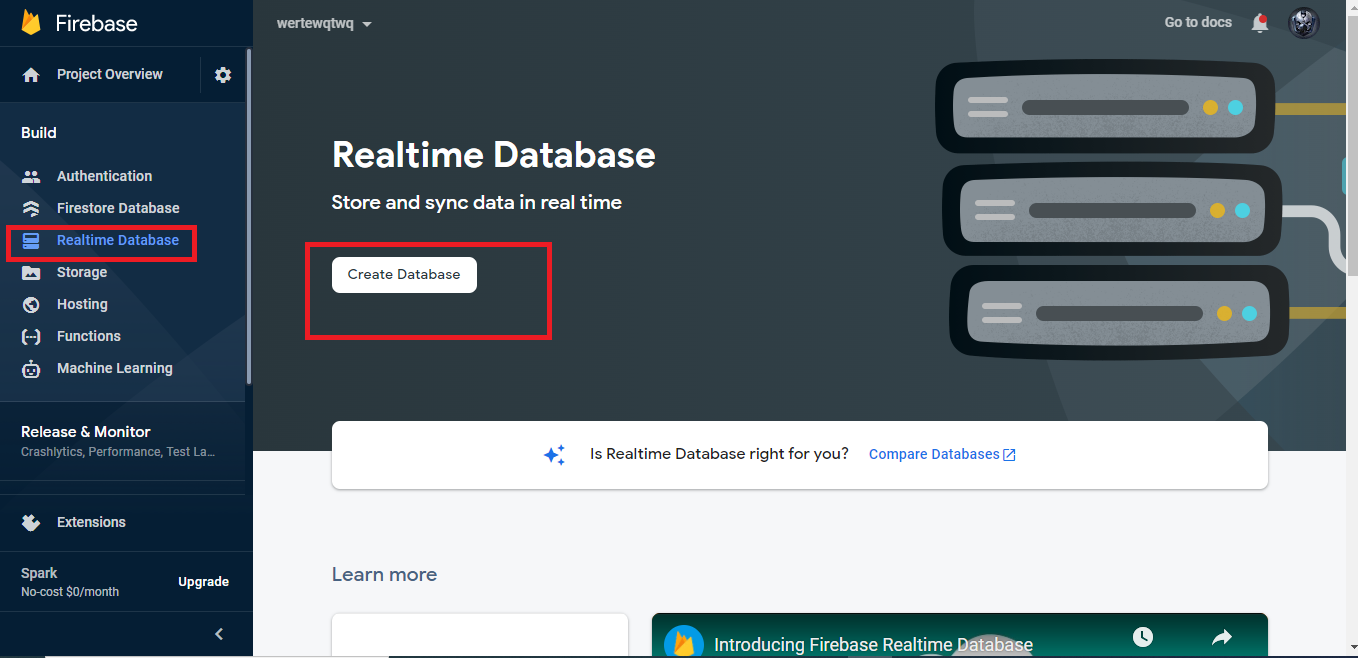 Firebase
Project Overview
Build
Authentication
Firestore Database
Realtime Database
Storage
Hosting
Functions
Machine Learning
Release & Monitor
Crashlytics, Performance, Test La...
Extensions
Spark
No-cost $0/month
Upgrade
wertewqtwq
Go to docs
Realtime Database
Store and sync data in real time
Create Database
Is Realtime Database right for you? Compare Databases
Learn more
Introducing Firebase Realtime Database